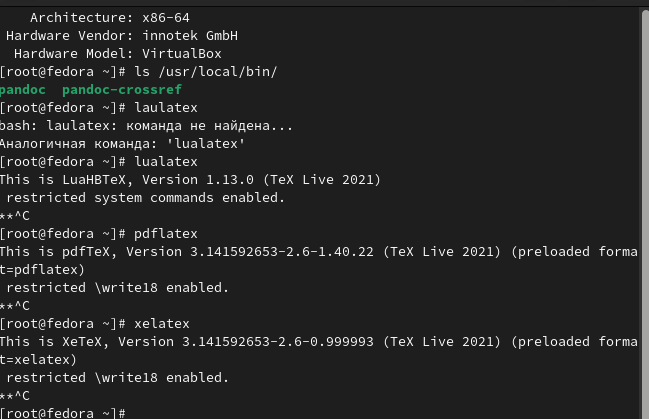 Architecture: x86-64
Hardware Vendor: innotek GmbH
Hardware Model: VirtualBox
[root@fedora ~]# ls /usr/local/bin/
pandoc  pandoc-crossref
[root@fedora ~]# laulatex
bash: laulatex: команда не найдена...
Аналогичная команда: 'lualatex'
[root@fedora ~]# lualatex
This is LuaHBTeX, Version 1.13.0 (TeX Live 2021)
 restricted system commands enabled.
**^C
[root@fedora ~]# pdflatex
This is pdfTeX, Version 3.141592653-2.6-1.40.22 (TeX Live 2021) (preloaded forma
t=pdflatex)
 restricted \write18 enabled.
**^C
[root@fedora ~]# xelatex
This is XeTeX, Version 3.141592653-2.6-0.999993 (TeX Live 2021) (preloaded forma
t=xelatex)
 restricted \write18 enabled.
**^C
[root@fedora ~]#